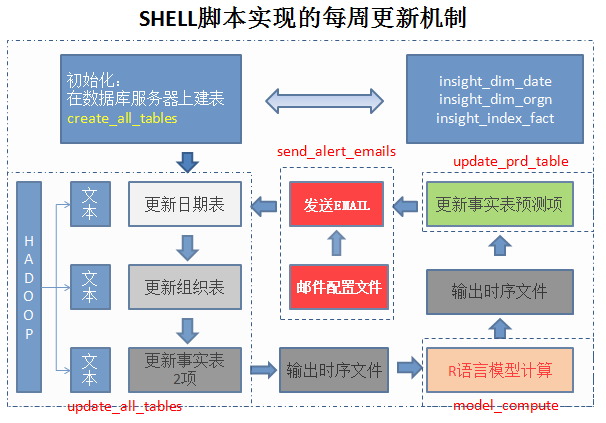 SHELL脚本实现的每周更新机制
初始化：
在数据库服务器上建表
create_all_tables
insight_dim_date
insight_dim_orgn
insight_index_fact
send_alert_emails
update_prd_table
HADOOP
文本
更新日期表
发送EMAIL
更新事实表预测项
文本
更新组织表
邮件配置文件
输出时序文件
文本
更新事实表
2项
输出时序文件
R语言模型计算
update_all_tables
model_compute